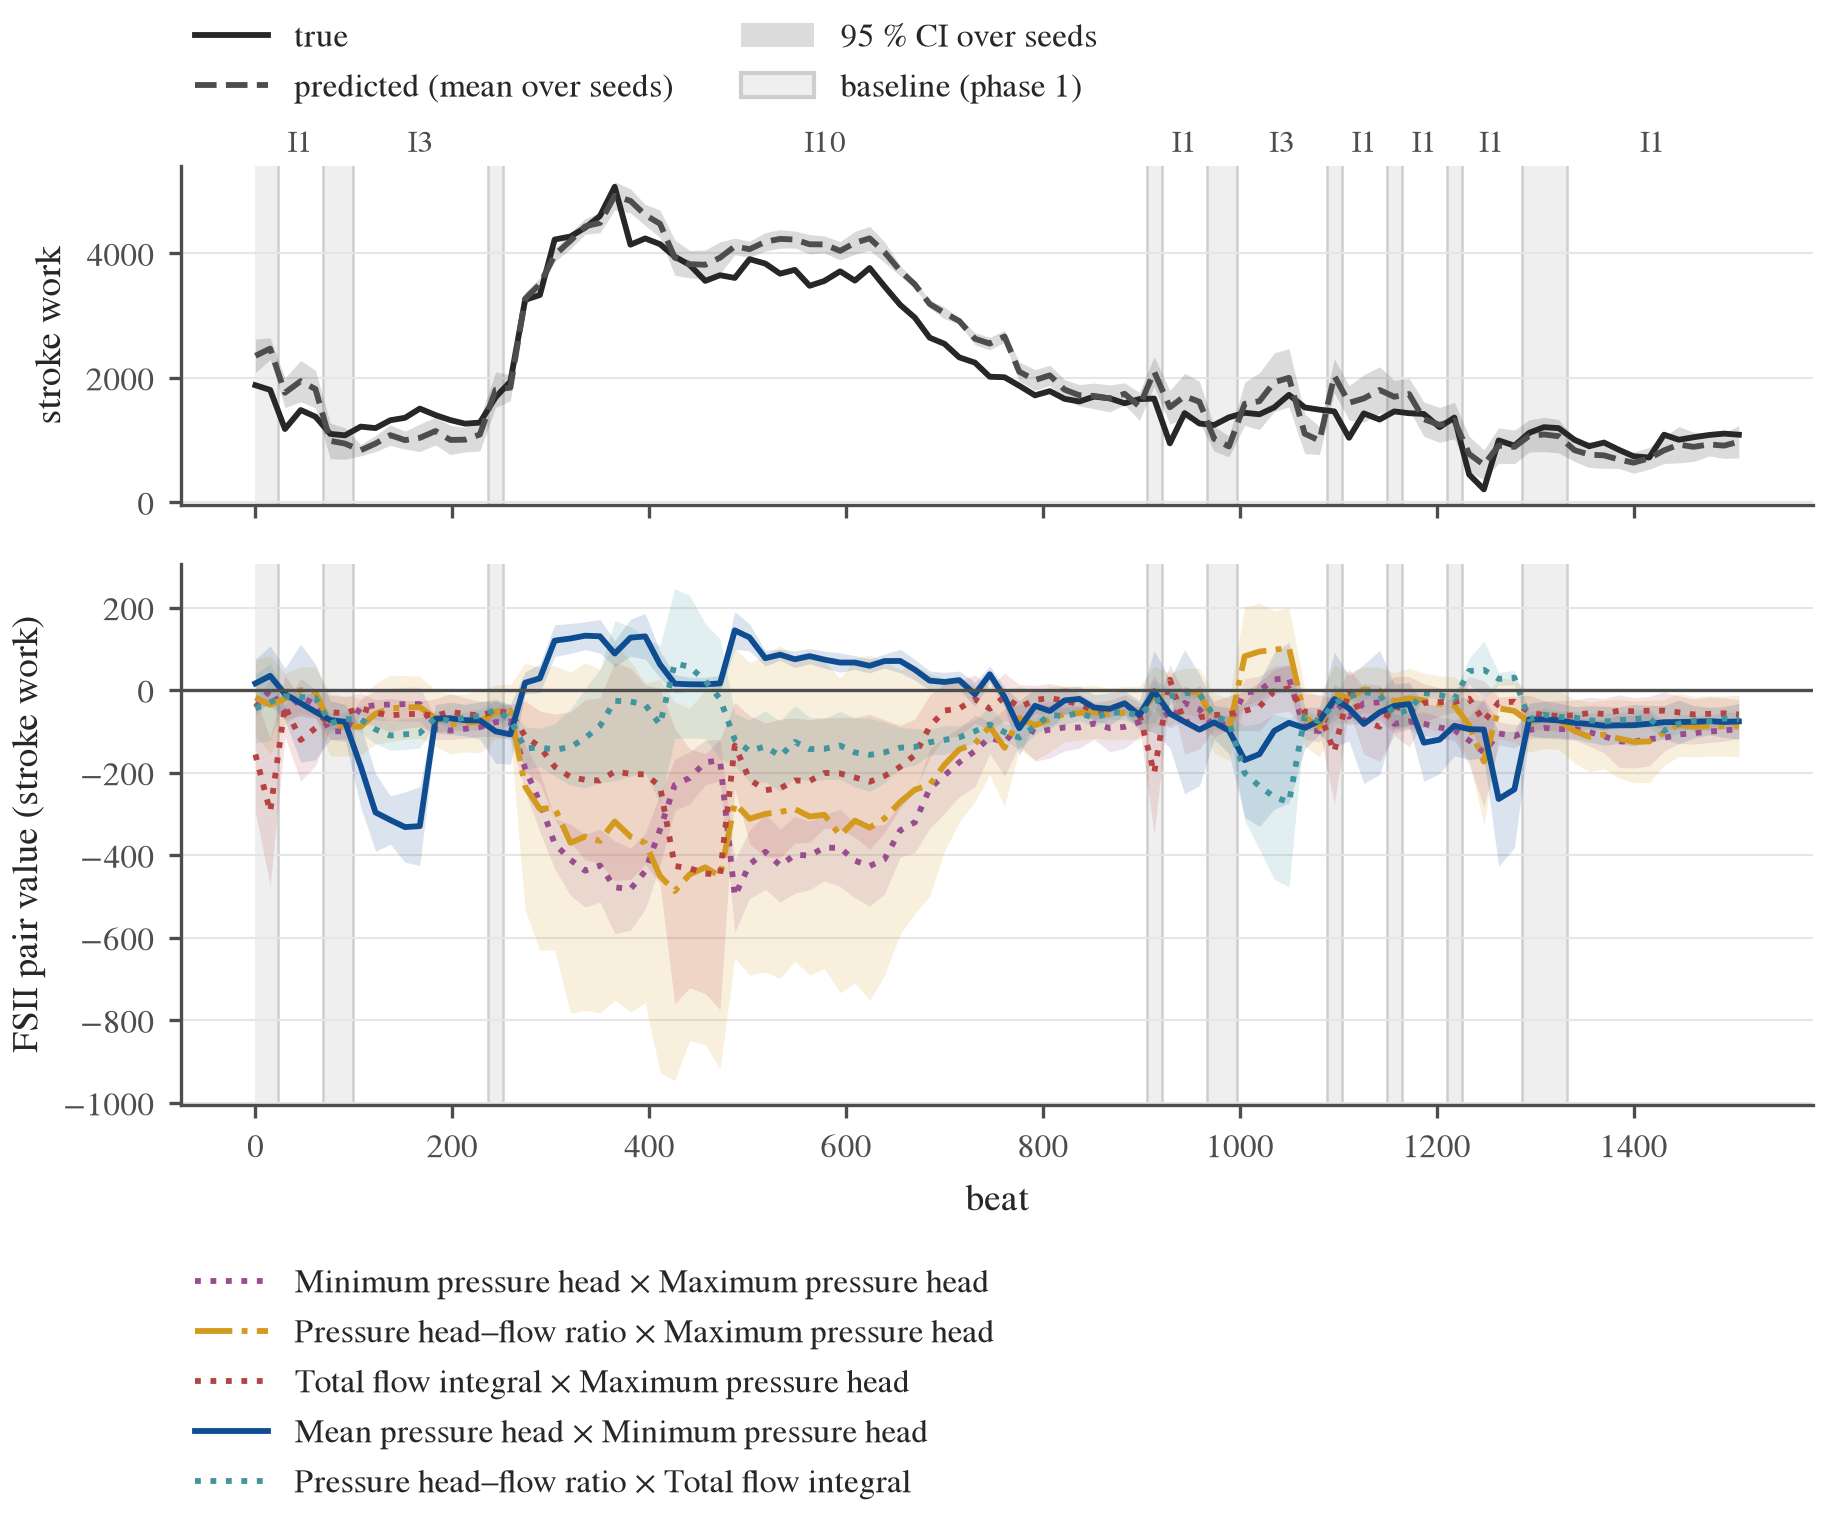 true
95 % CI over seeds
predicted (mean over seeds)
baseline (phase 1)
I1 I3 I10 I1 I3 I1 I1 I1 I1
stroke work
4000
2000
0
FSII pair value (stroke work)
200
0
−200
−400
−600
−800
−1000
0 200 400 600 800 1000 1200 1400
beat
Minimum pressure head × Maximum pressure head
Pressure head–flow ratio × Maximum pressure head
Total flow integral × Maximum pressure head
Mean pressure head × Minimum pressure head
Pressure head–flow ratio × Total flow integral